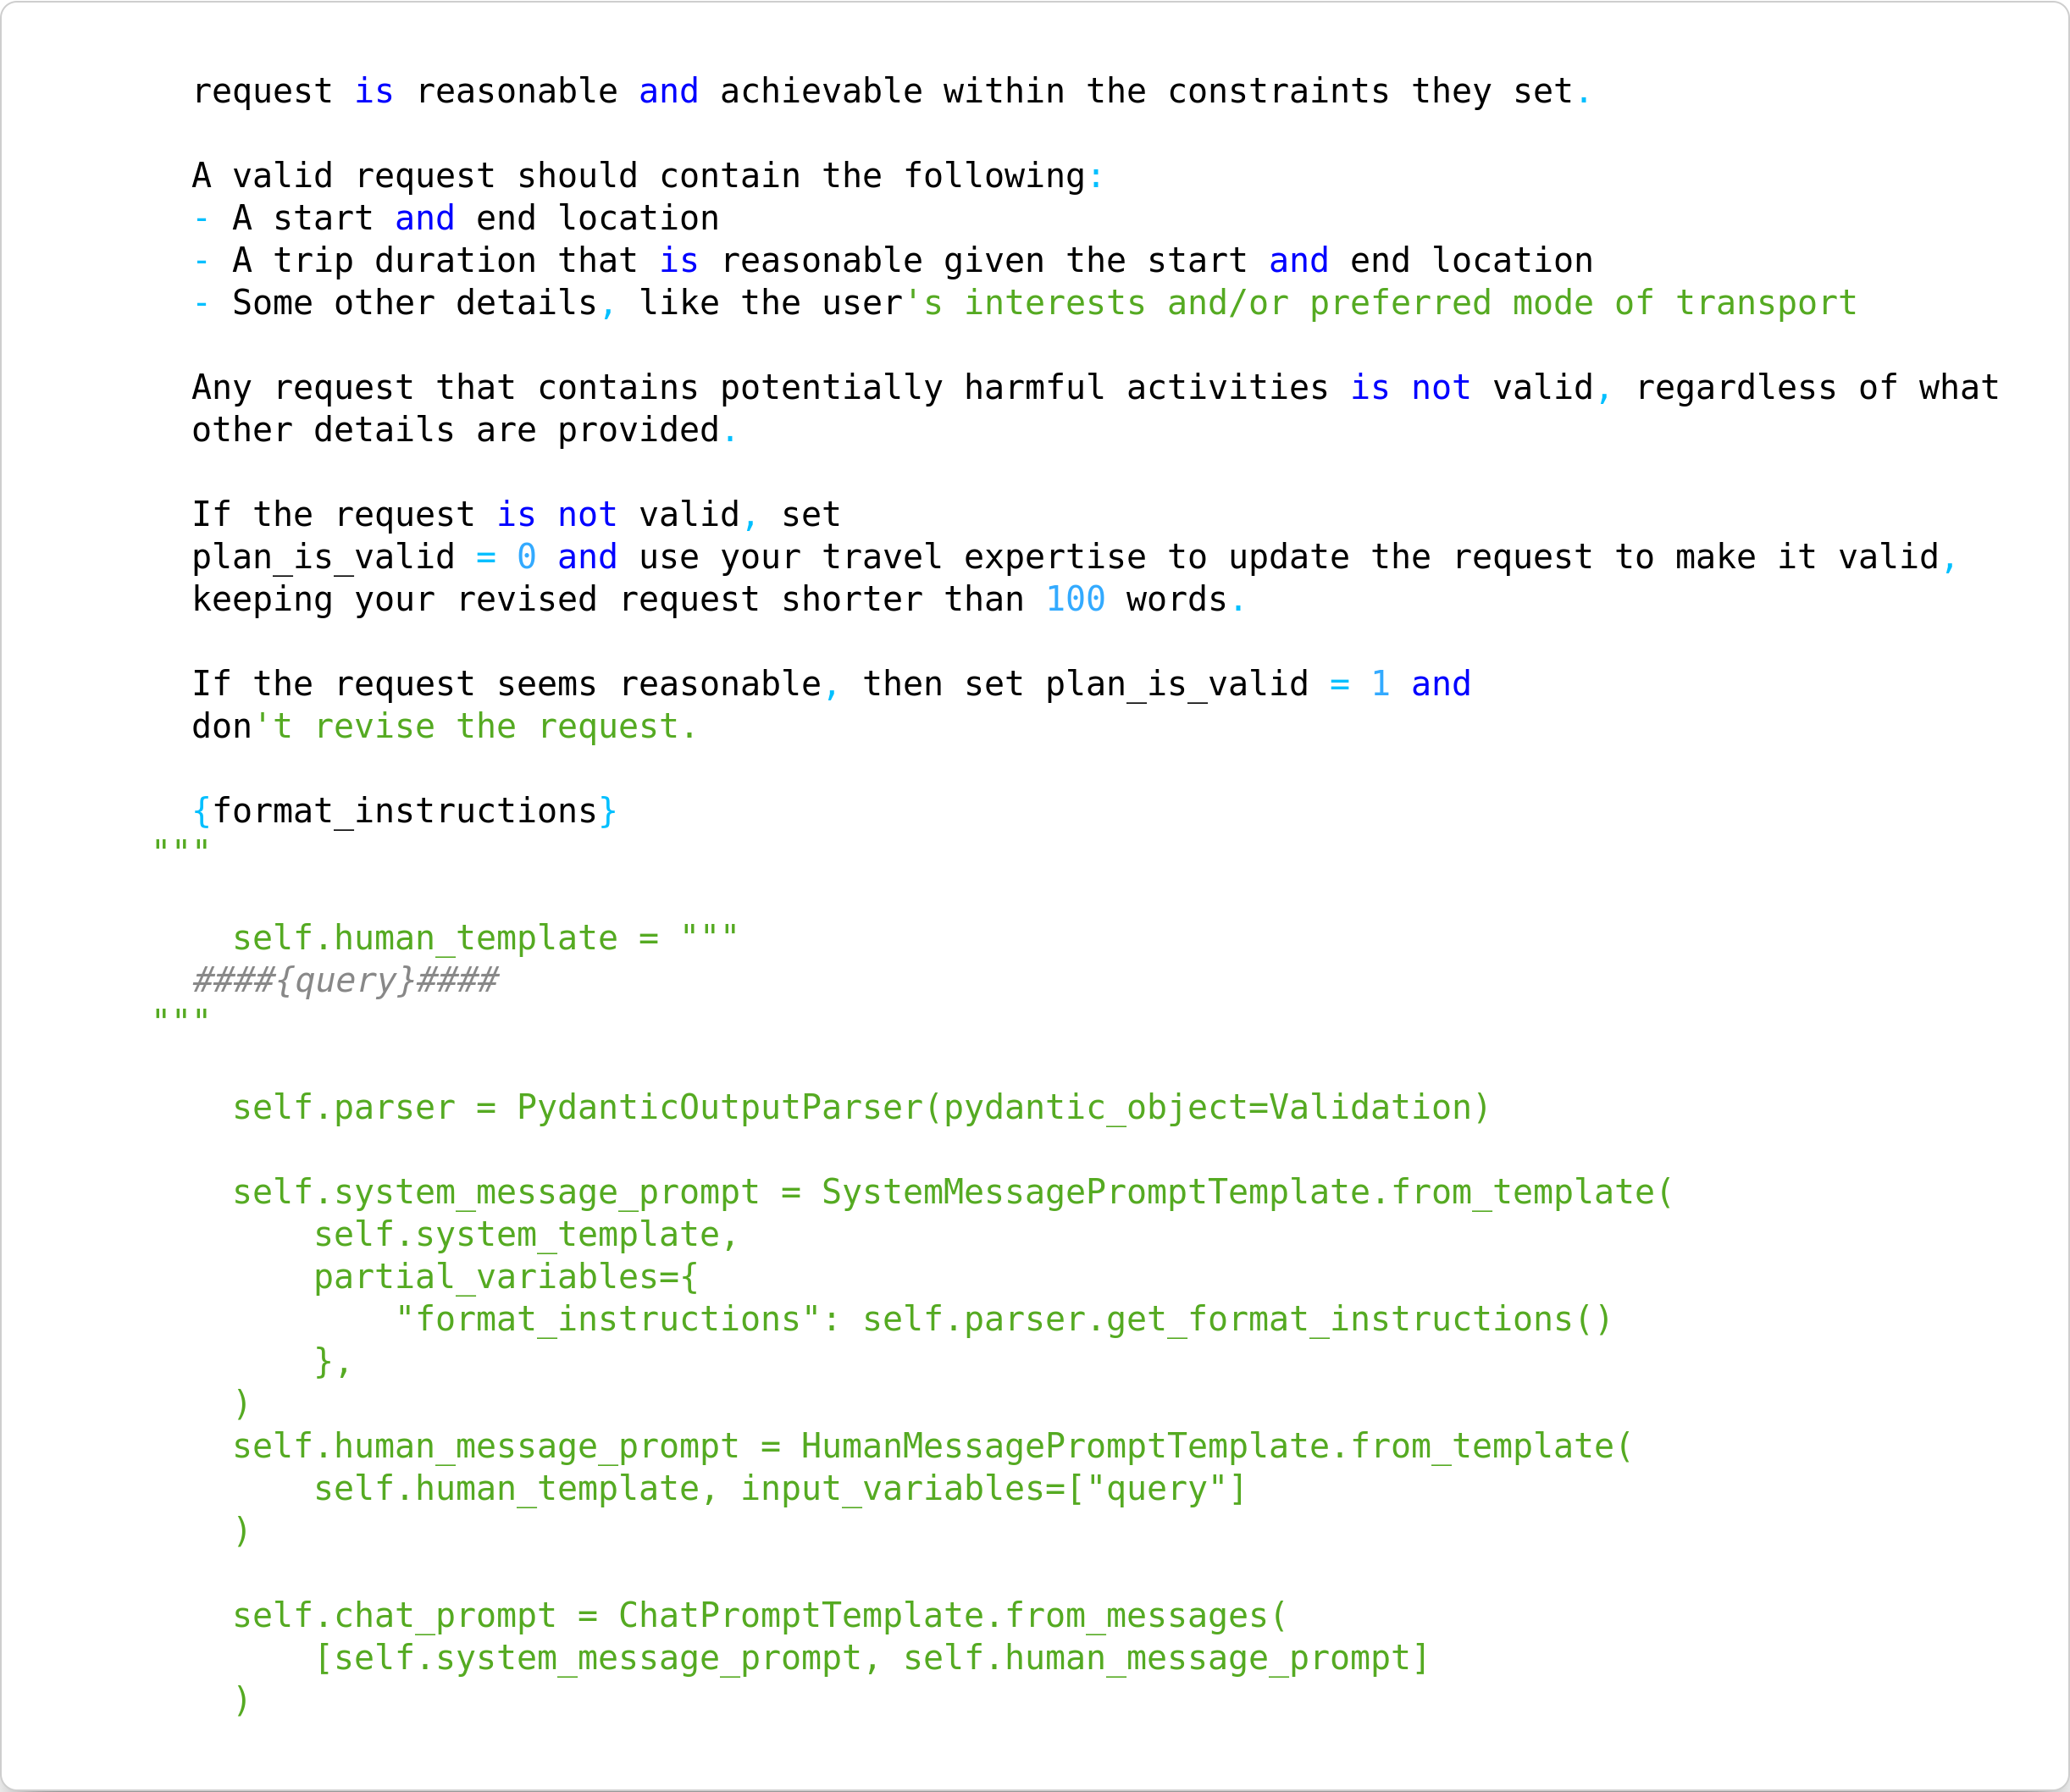 request is reasonable and achievable within the constraints they set.
A valid request should contain the following:
- A start and end location
- A trip duration that is reasonable given the start and end location
- Some other details, like the user's interests and/or preferred mode of transport
Any request that contains potentially harmful activities is not valid, regardless of what
other details are provided.
If the request is not valid, set
plan_is_valid = 0 and use your travel expertise to update the request to make it valid,
keeping your revised request shorter than 100 words.
If the request seems reasonable, then set plan_is_valid = 1 and
don't revise the request.
{format_instructions}
"""
self.human_template = """
####{query}####
"""
self.parser = PydanticOutputParser(pydantic_object=Validation)
self.system_message_prompt = SystemMessagePromptTemplate.from_template(
self.system_template,
partial_variables={
"format_instructions": self.parser.get_format_instructions()
},
)
self.human_message_prompt = HumanMessagePromptTemplate.from_template(
self.human_template, input_variables=["query"]
)
self.chat_prompt = ChatPromptTemplate.from_messages(
[self.system_message_prompt, self.human_message_prompt]
)